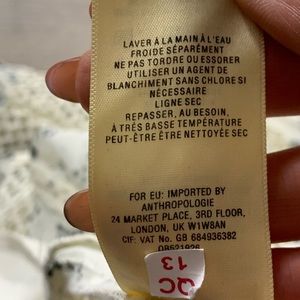 LAVER À LA MAIN À L'EAU
FROIDE SÉPARÉMENT
NE PAS TORDRE OU ESSORER
UTILISER UN AGENT DE
BLANCHIMENT SANS CHLORE SI
NÉCESSAIRE
LIGNE SEC
REPASSER, AU BESOIN,
À TRÈS BASSE TEMPÉRATURE
PEUT-ÊTRE ÊTRE NETTOYÉE SEC
FOR EU: IMPORTED BY
ANTHROPOLOGIE
24 MARKET PLACE, 3RD FLOOR,
LONDON, UK W1W8AN
CIF: VAT No. GB 684936382
QC
13